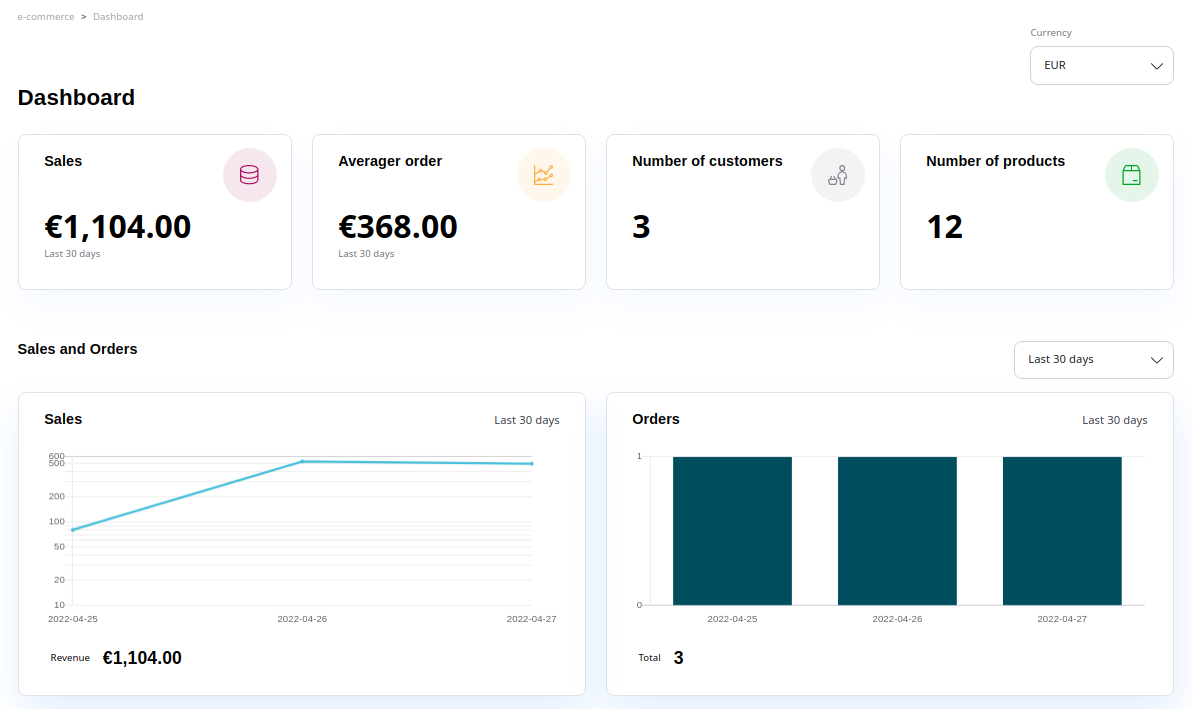 e-commerce > Dashboard
Currency
EUR
Dashboard
Sales
€1,104.00
Last 30 days
Averager order
€368.00
Last 30 days
Number of customers
3
Number of products
12
Sales and Orders
Last 30 days
Sales
Last 30 days
600
500
200
100
50
20
10
2022-04-25
2022-04-26
2022-04-27
Revenue €1,104.00
Orders
Last 30 days
1
0
2022-04-25
2022-04-26
2022-04-27
Total 3